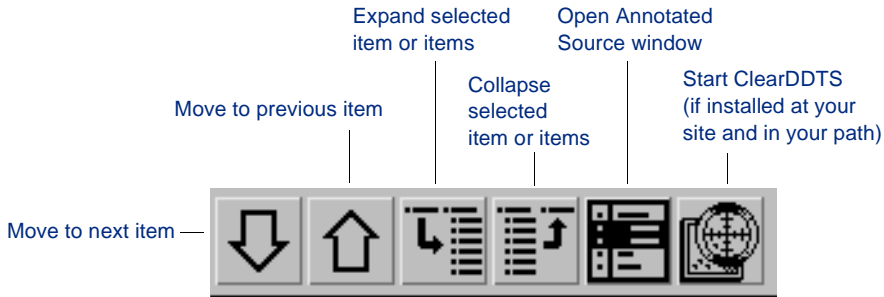 Expand selected
item or items
Open Annotated
Source window
Collapse
selected
item or items
Start ClearDDTS
(if installed at your
site and in your path)
Move to previous item
Move to next item